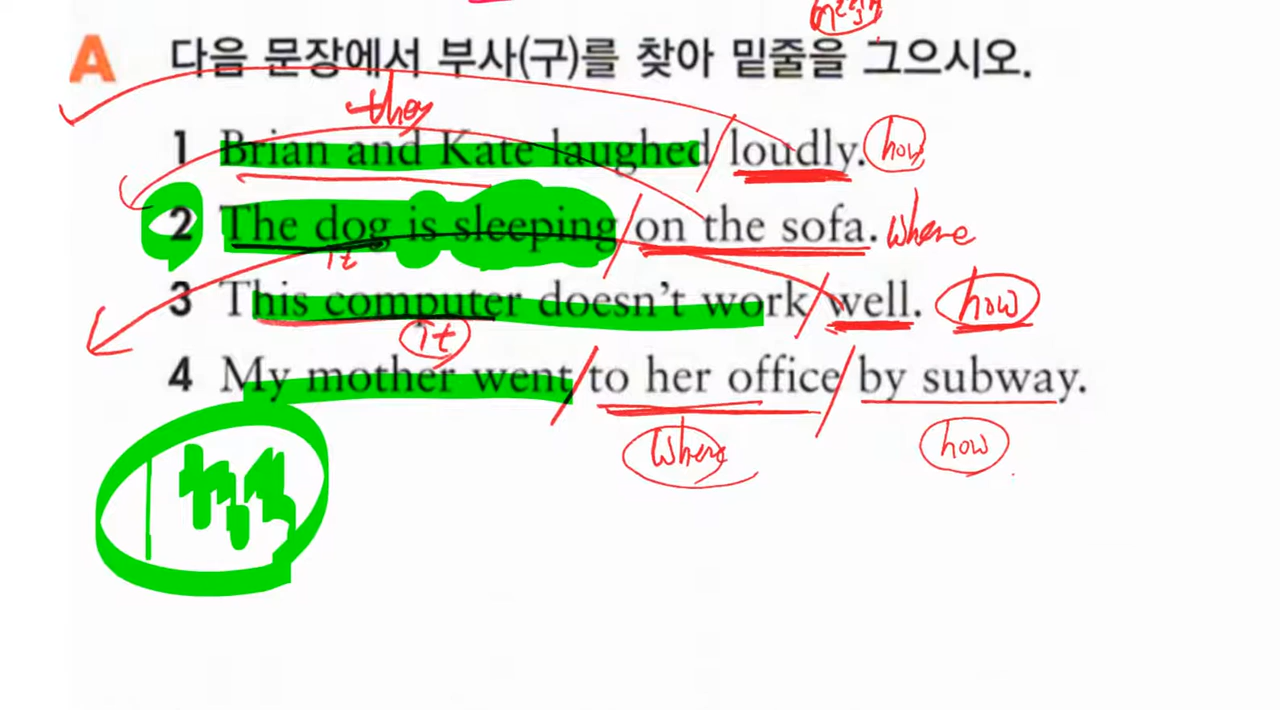 A 다음 문장에서 부사(구)를 찾아 밑줄을 그으시오.
they
1 Brian and Kate laughed / loudly. how
2 The dog is sleeping / on the sofa. where
it
3 This computer doesn't work / well. how
it
4 My mother went / to her office / by subway.
where how